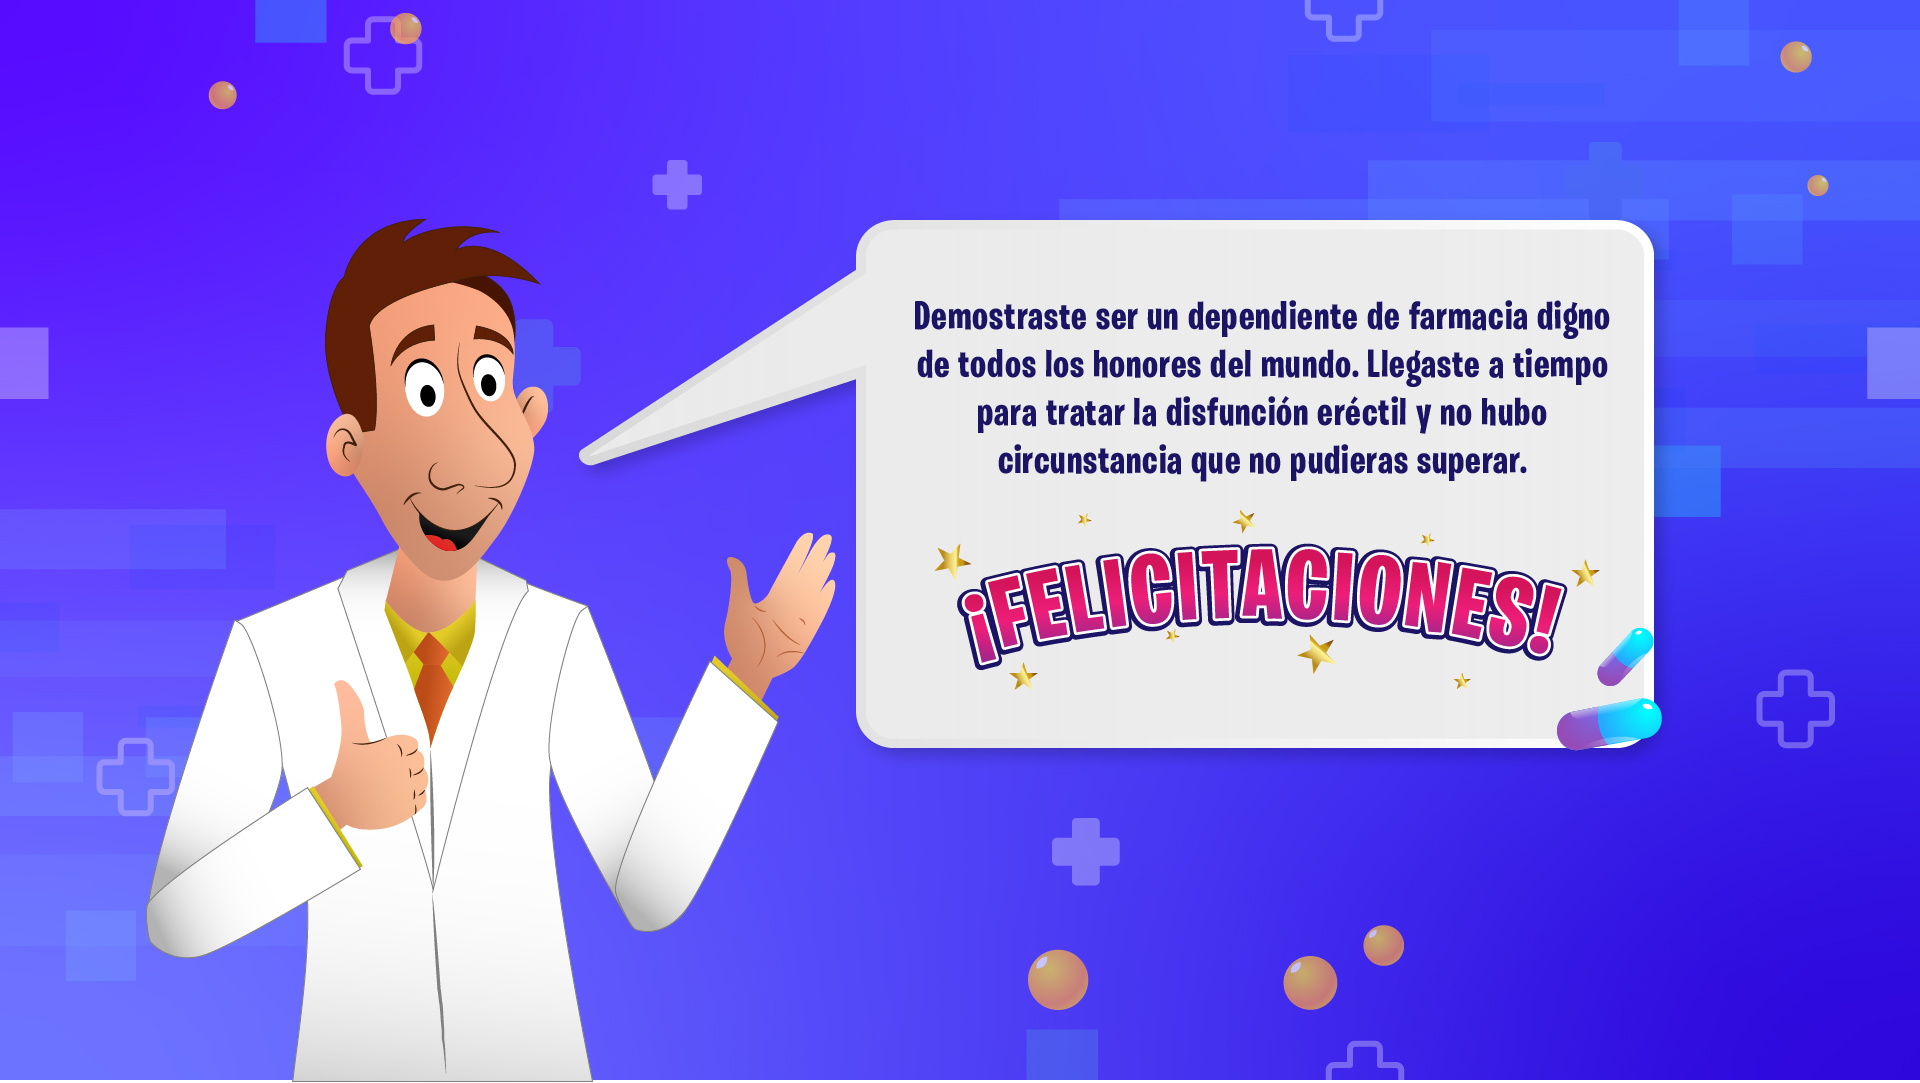 Demostraste ser un dependiente de farmacia digno
de todos los honores del mundo. Llegaste a tiempo
para tratar la disfunción eréctil y no hubo
circunstancia que no pudieras superar.
¡FELICITACIONES!